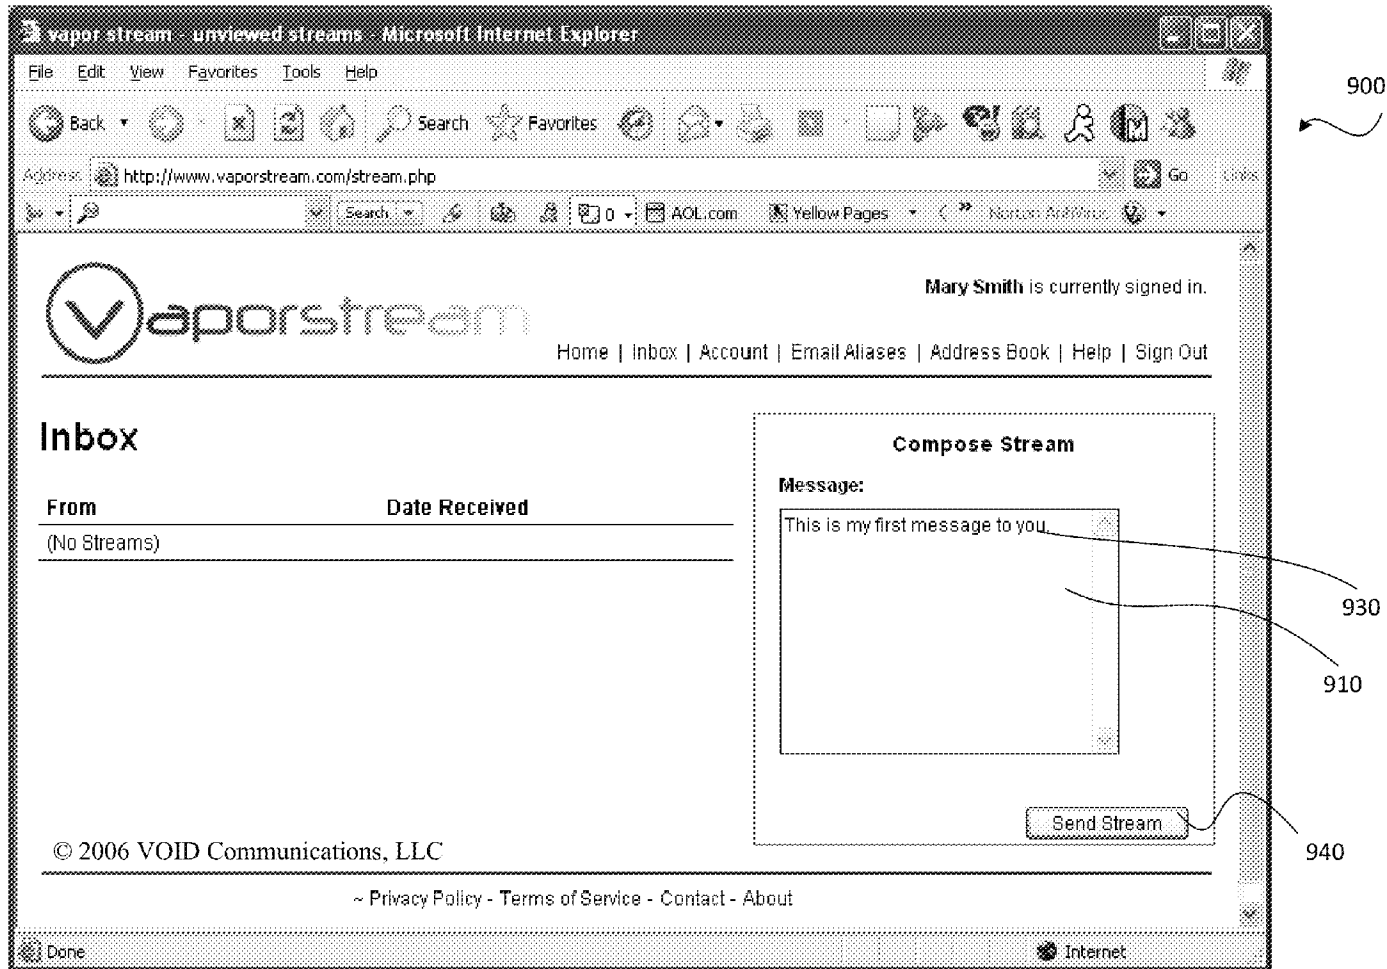 vapor stream - unviewed streams - Microsoft Internet Explorer
File Edit View Favorites Tools Help
900
Back Search Favorites
Address http://www.vaporstream.com/stream.php Go Links
Search 0 AOL.com Yellow Pages Norton AntiVirus
Vaporstream
Mary Smith is currently signed in.
Home | Inbox | Account | Email Aliases | Address Book | Help | Sign Out
Inbox
From Date Received
(No Streams)
Compose Stream
Message:
This is my first message to you.
930
910
Send Stream
940
© 2006 VOID Communications, LLC
~ Privacy Policy - Terms of Service - Contact - About
Done Internet